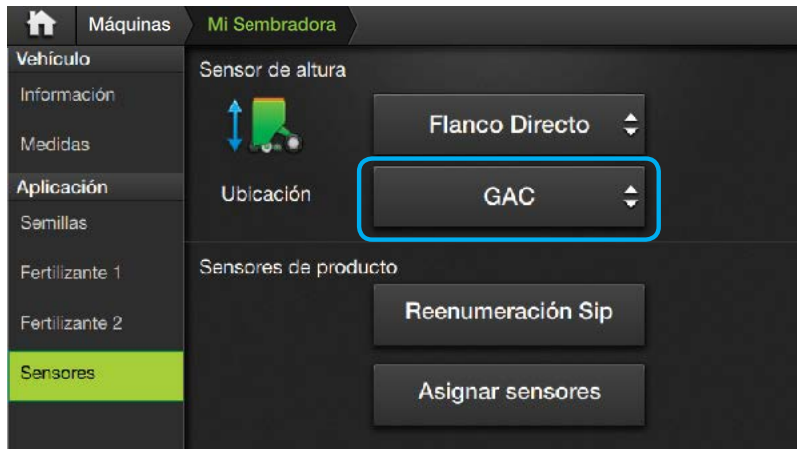 Máquinas
Mi Sembradora
Vehículo
Información
Medidas
Aplicación
Semillas
Fertilizante 1
Fertilizante 2
Sensores
Sensor de altura
Flanco Directo
Ubicación
GAC
Sensores de producto
Reenumeración Sip
Asignar sensores